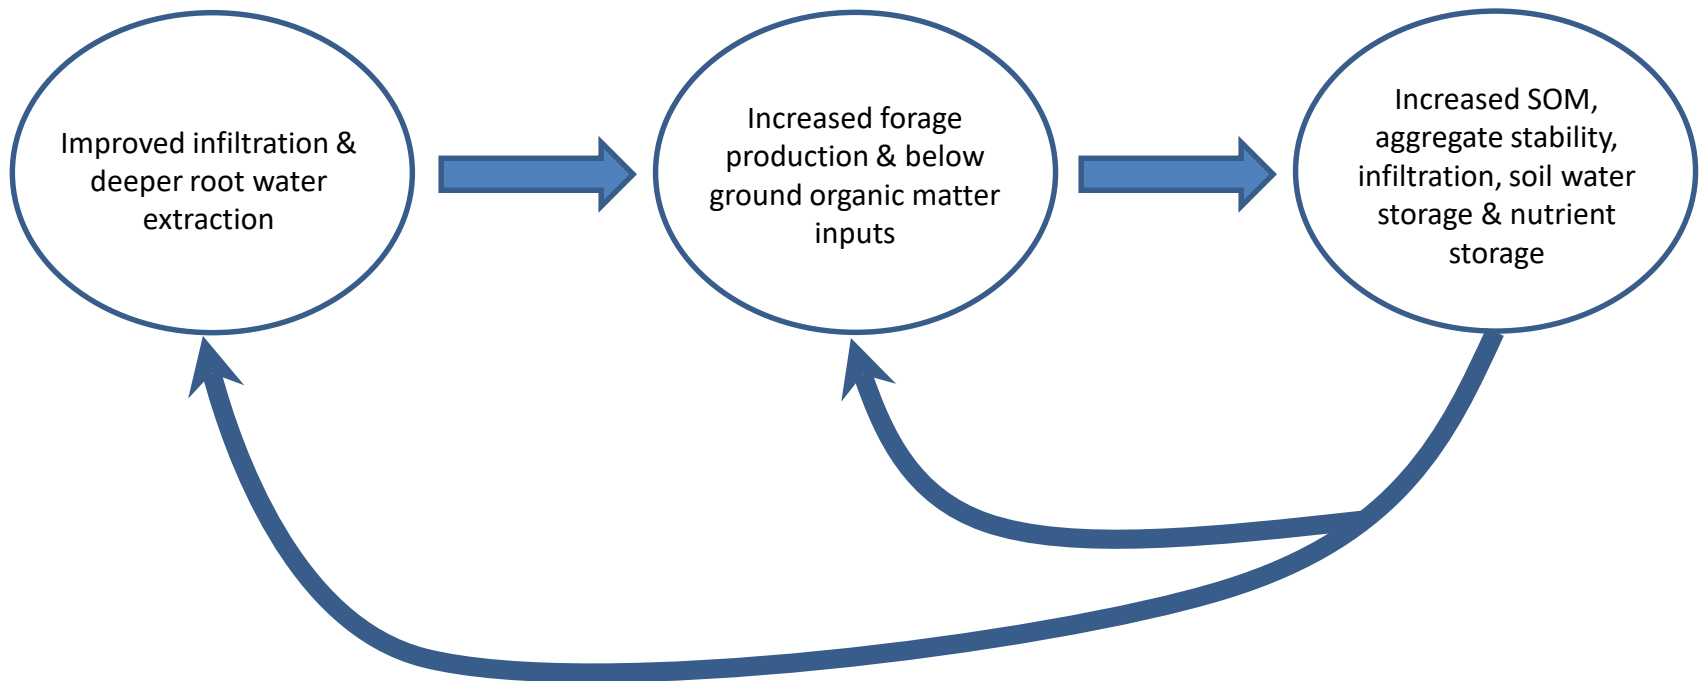 Improved infiltration &
deeper root water
extraction
Increased forage
production & below
ground organic matter
inputs
Increased SOM,
aggregate stability,
infiltration, soil water
storage & nutrient
storage